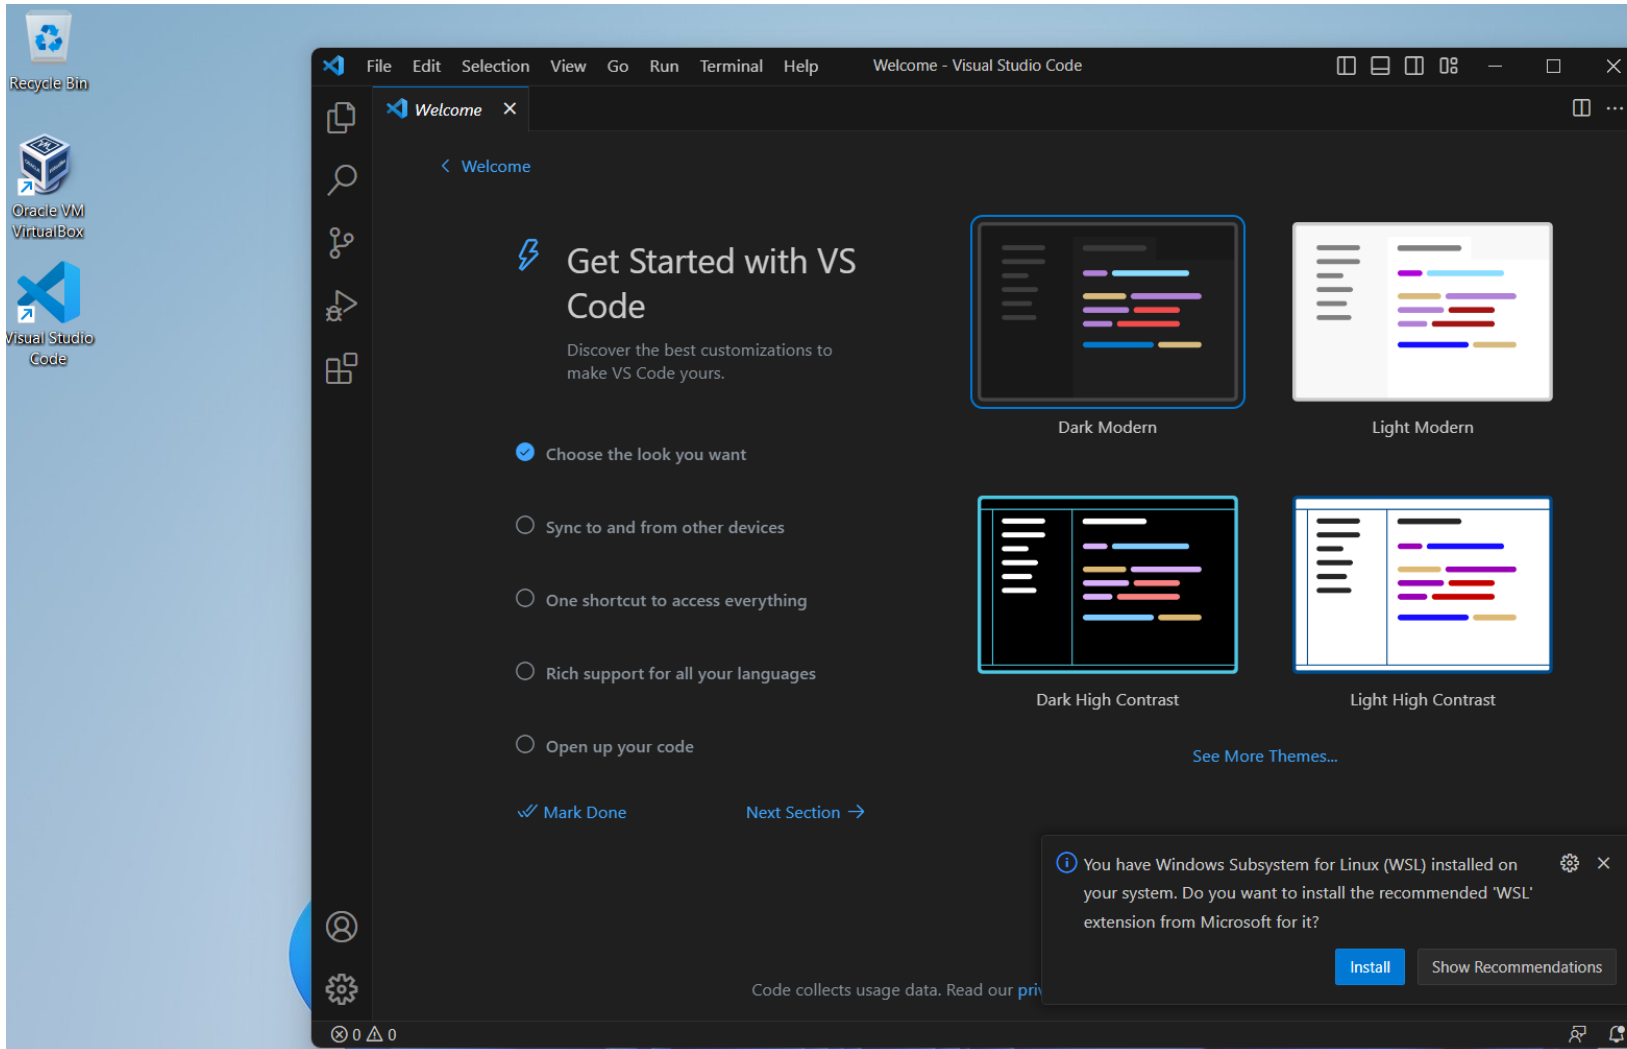 Recycle Bin
Oracle VM
VirtualBox
Visual Studio
Code
File Edit Selection View Go Run Terminal Help
Welcome - Visual Studio Code
Welcome
Welcome
Get Started with VS
Code
Discover the best customizations to
make VS Code yours.
Choose the look you want
Sync to and from other devices
One shortcut to access everything
Rich support for all your languages
Open up your code
Mark Done
Next Section
Dark Modern
Light Modern
Dark High Contrast
Light High Contrast
See More Themes...
You have Windows Subsystem for Linux (WSL) installed on
your system. Do you want to install the recommended 'WSL'
extension from Microsoft for it?
Install
Show Recommendations
Code collects usage data. Read our priv
0 0